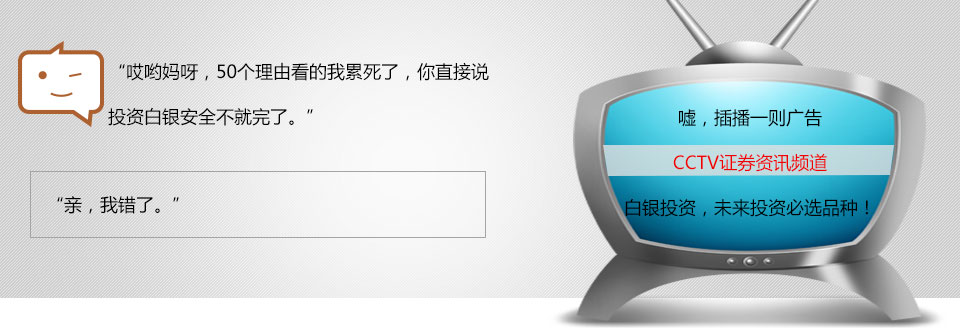 “哎哟妈呀，50个理由看的我累死了，你直接说
投资白银安全不就完了。”
“亲，我错了。”
嘘，插播一则广告
CCTV证券资讯频道
白银投资，未来投资必选品种！